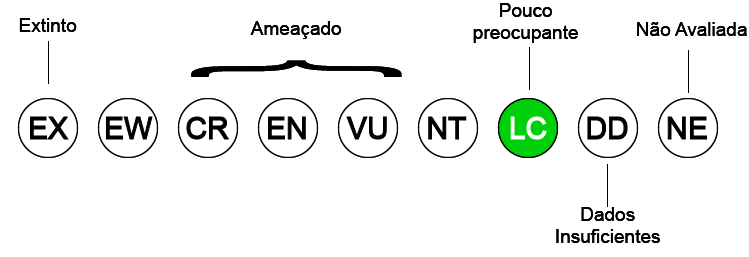 Extinto
Ameaçado
Pouco
preocupante
Não Avaliada
EX EW CR EN VU NT LC DD NE
Dados
Insuficientes